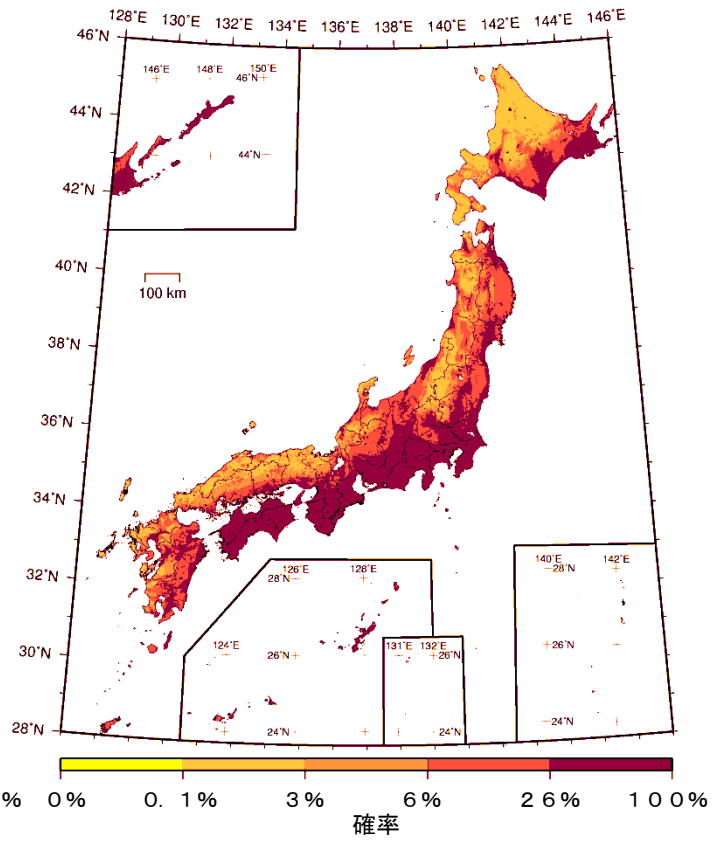 128°E 130°E 132°E 134°E 136°E 138°E 140°E 142°E 144°E 146°E
46°N
146°E 148°E 150°E
46°N
44°N
44°N
42°N
40°N
100 km
38°N
36°N
34°N
32°N
126°E 128°E
28°N
140°E 142°E
28°N
30°N
124°E
26°N
131°E 132°E
26°N
26°N
28°N
24°N
24°N
24°N
% 0% 0.1% 3% 6% 26% 100%
確率